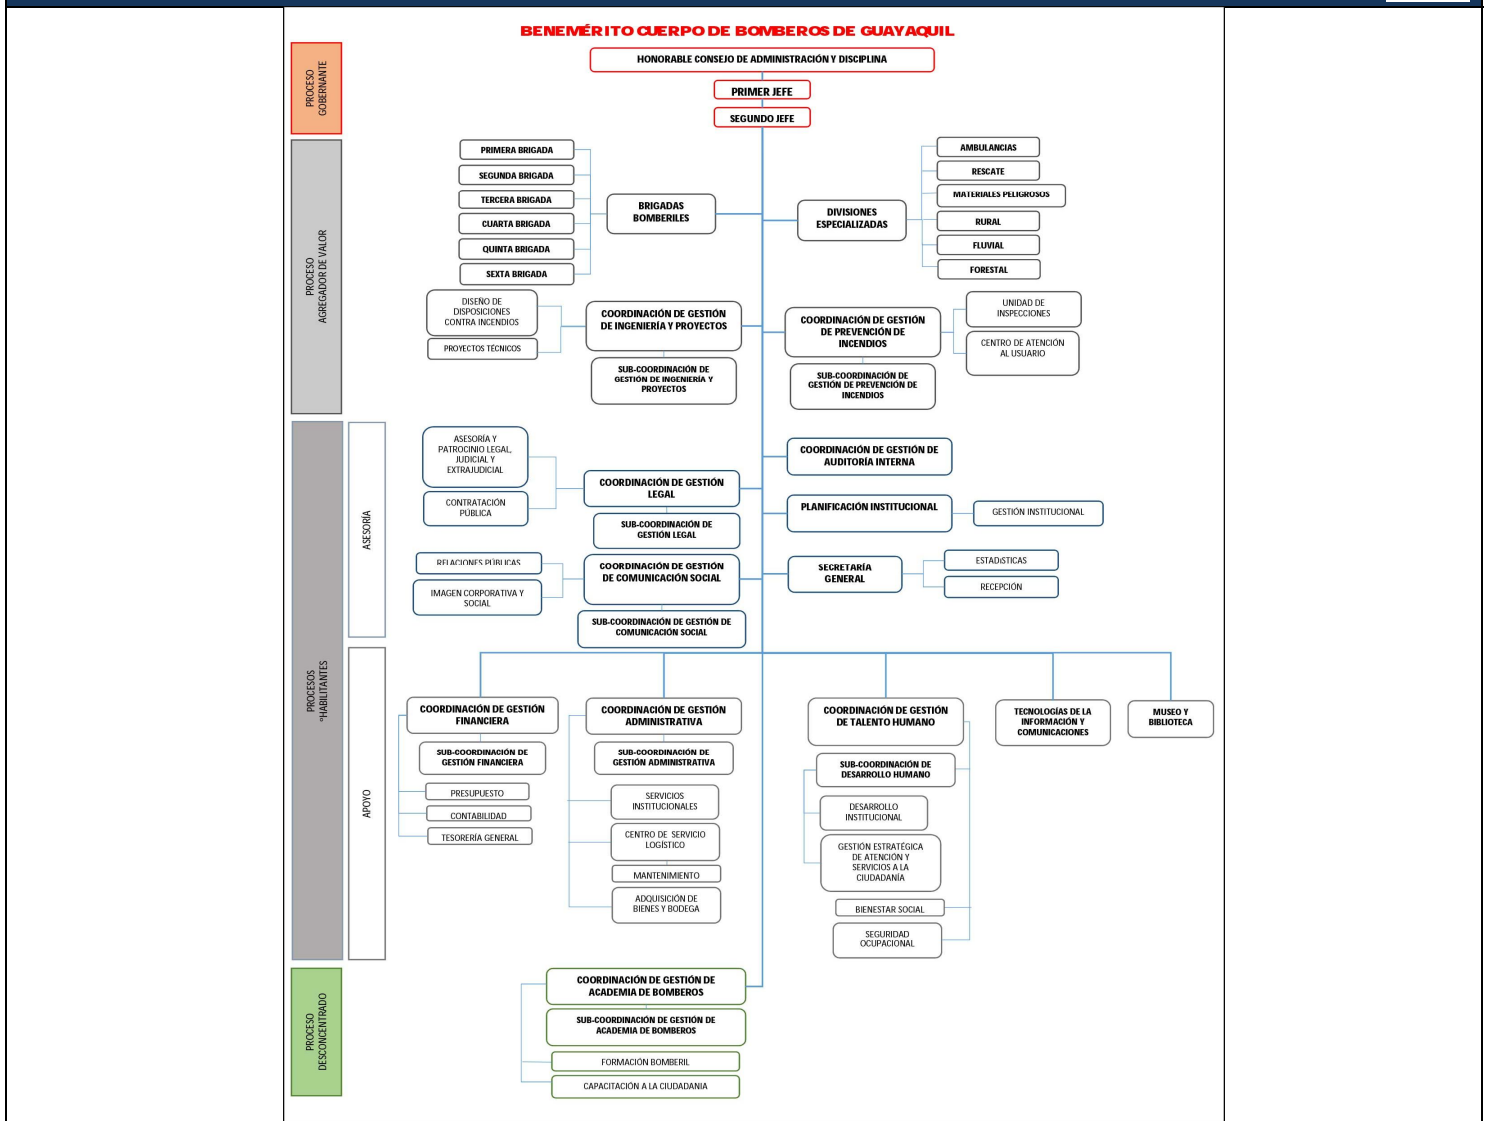 BENEMÉRITO CUERPO DE BOMBEROS DE GUAYAQUIL
PROCESO
GOBERNANTE
HONORABLE CONSEJO DE ADMINISTRACIÓN Y DISCIPLINA
PRIMER JEFE
SEGUNDO JEFE
PROCESO
AGREGADOR DE VALOR
PRIMERA BRIGADA
SEGUNDA BRIGADA
TERCERA BRIGADA
CUARTA BRIGADA
QUINTA BRIGADA
SEXTA BRIGADA
BRIGADAS
BOMBERILES
DIVISIONES
ESPECIALIZADAS
AMBULANCIAS
RESCATE
MATERIALES PELIGROSOS
RURAL
FLUVIAL
FORESTAL
DISEÑO DE
DISPOSICIONES
CONTRA INCENDIOS
PROYECTOS TÉCNICOS
COORDINACIÓN DE GESTIÓN
DE INGENIERÍA Y PROYECTOS
SUB-COORDINACIÓN DE
GESTIÓN DE INGENIERÍA Y
PROYECTOS
COORDINACIÓN DE GESTIÓN
DE PREVENCIÓN DE
INCENDIOS
SUB-COORDINACIÓN DE
GESTIÓN DE PREVENCIÓN DE
INCENDIOS
UNIDAD DE
INSPECCIONES
CENTRO DE ATENCIÓN
AL USUARIO
PROCESOS
"HABILITANTES
ASESORÍA
ASESORÍA Y
PATROCINIO LEGAL,
JUDICIAL Y
EXTRAJUDICIAL
CONTRATACIÓN
PÚBLICA
COORDINACIÓN DE GESTIÓN
LEGAL
SUB-COORDINACIÓN DE
GESTIÓN LEGAL
COORDINACIÓN DE GESTIÓN DE
AUDITORÍA INTERNA
PLANIFICACIÓN INSTITUCIONAL
GESTIÓN INSTITUCIONAL
RELACIONES PÚBLICAS
IMAGEN CORPORATIVA Y
SOCIAL
COORDINACIÓN DE GESTIÓN
DE COMUNICACIÓN SOCIAL
SUB-COORDINACIÓN DE GESTIÓN DE
COMUNICACIÓN SOCIAL
SECRETARÍA
GENERAL
ESTADíSTICAS
RECEPCIÓN
APOYO
COORDINACIÓN DE GESTIÓN
FINANCIERA
SUB-COORDINACIÓN DE
GESTIÓN FINANCIERA
PRESUPUESTO
CONTABILIDAD
TESORERÍA GENERAL
COORDINACIÓN DE GESTIÓN
ADMINISTRATIVA
SUB-COORDINACIÓN DE
GESTIÓN ADMINISTRATIVA
SERVICIOS
INSTITUCIONALES
CENTRO DE SERVICIO
LOGÍSTICO
MANTENIMIENTO
ADQUISICIÓN DE
BIENES Y BODEGA
COORDINACIÓN DE GESTIÓN
DE TALENTO HUMANO
SUB-COORDINACIÓN DE
DESARROLLO HUMANO
DESARROLLO
INSTITUCIONAL
GESTIÓN ESTRATÉGICA
DE ATENCIÓN Y
SERVICIOS A LA
CIUDADANÍA
BIENESTAR SOCIAL
SEGURIDAD
OCUPACIONAL
TECNOLOGÍAS DE LA
INFORMACIÓN Y
COMUNICACIONES
MUSEO Y
BIBLIOTECA
PROCESO
DESCONCENTRADO
COORDINACIÓN DE GESTIÓN DE
ACADEMIA DE BOMBEROS
SUB-COORDINACIÓN DE GESTIÓN DE
ACADEMIA DE BOMBEROS
FORMACIÓN BOMBERIL
CAPACITACIÓN A LA CIUDADANIA